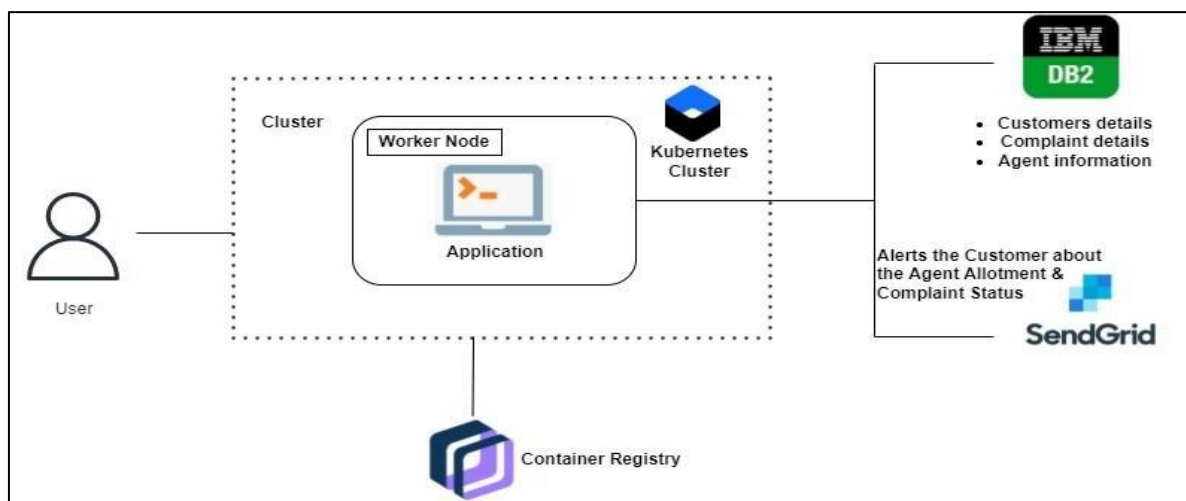 IBM
DB2
Cluster
Worker Node
Kubernetes
Cluster
Customers details
Complaint details
Agent information
Application
User
Alerts the Customer about
the Agent Allotment &
Complaint Status
SendGrid
Container Registry